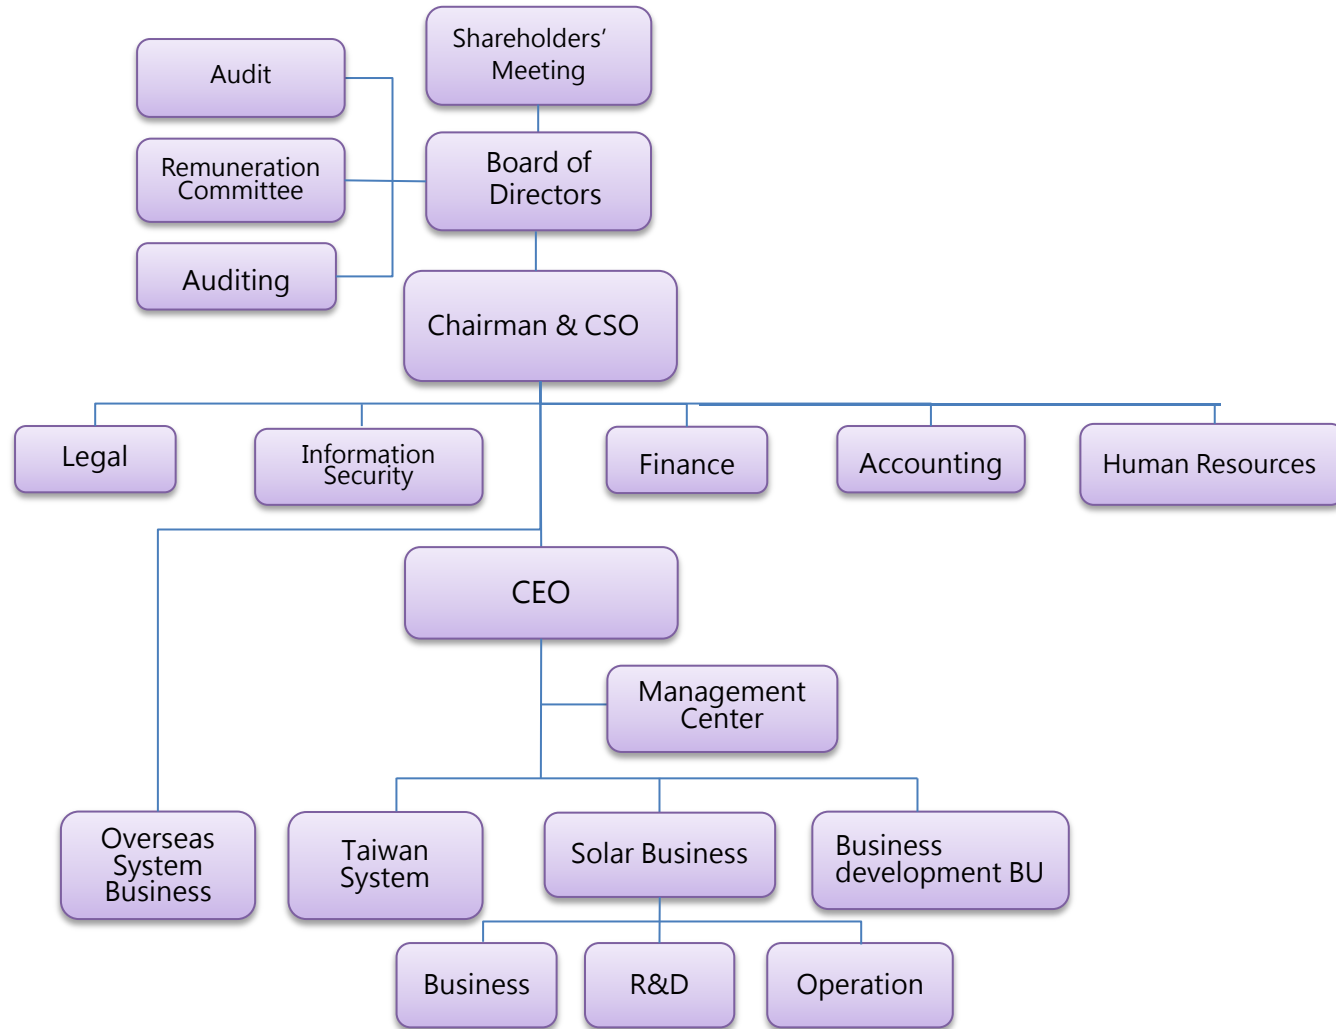 Shareholders’
Meeting
Audit
Board of
Directors
Remuneration
Committee
Auditing
Chairman & CSO
Legal
Information
Security
Finance
Accounting
Human Resources
CEO
Management
Center
Overseas
System
Business
Taiwan
System
Solar Business
Business
development BU
Business
R&D
Operation